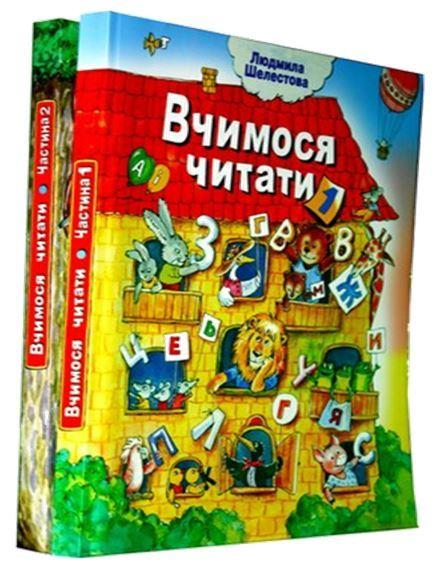 Людмила
Шелестова
Вчимося
читати
1
А
З
Г
В
В
М
Ж
Ц
Е
Ь
У
И
П
Л
Г
Я
С
Вчимося читати • Частина 1
Вчимося читати • Частина 2